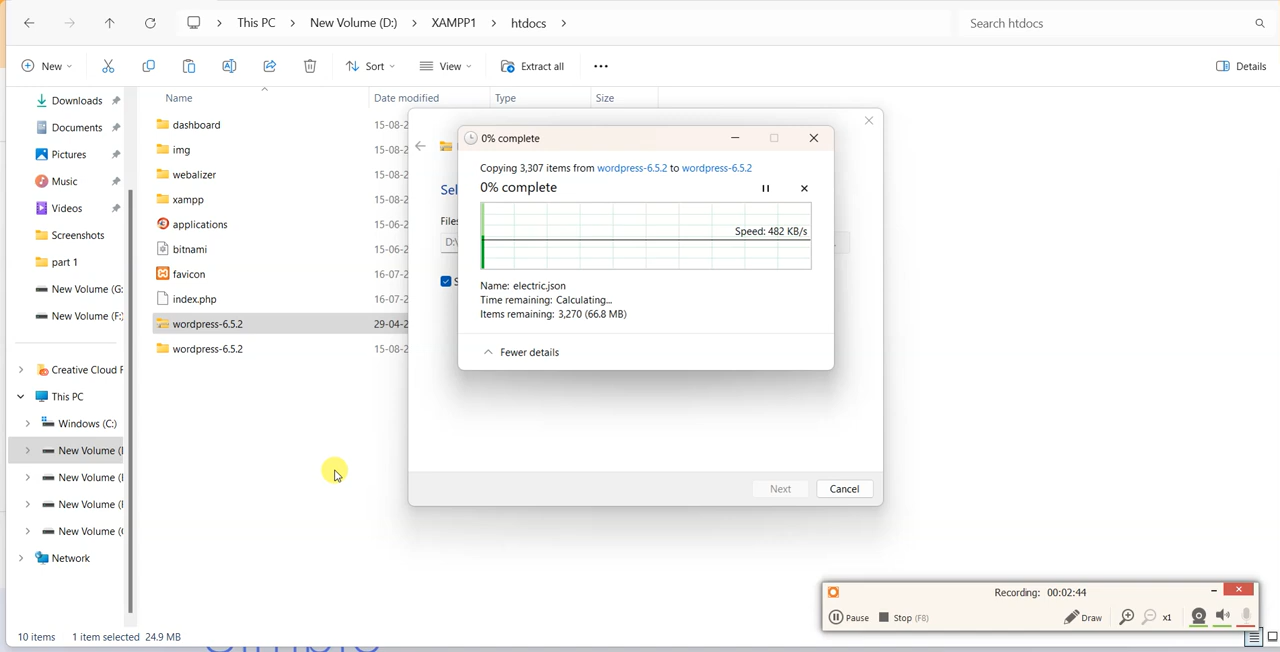 This PC > New Volume (D:) > XAMPP1 > htdocs >
Search htdocs
New
Sort
View
Extract all
Details
Name
Date modified
Type
Size
Downloads
Documents
Pictures
Music
Videos
Screenshots
part 1
New Volume (G:
New Volume (F:)
Creative Cloud F
This PC
Windows (C:)
New Volume (
New Volume (
New Volume (
New Volume (
Network
dashboard 15-08-2
img 15-08-2
webalizer 15-08-2
xampp 15-08-2
applications 15-06-2
bitnami 15-06-2
favicon 16-07-2
index.php 16-07-2
wordpress-6.5.2 29-04-2
wordpress-6.5.2 15-08-2
Sel
Files
D:\
S
0% complete
Copying 3,307 items from wordpress-6.5.2 to wordpress-6.5.2
0% complete
Speed: 482 KB/s
Name: electric.json
Time remaining: Calculating...
Items remaining: 3,270 (66.8 MB)
Fewer details
Next
Cancel
Recording: 00:02:44
Pause
Stop (F8)
Draw
x1
10 items
1 item selected 24.9 MB